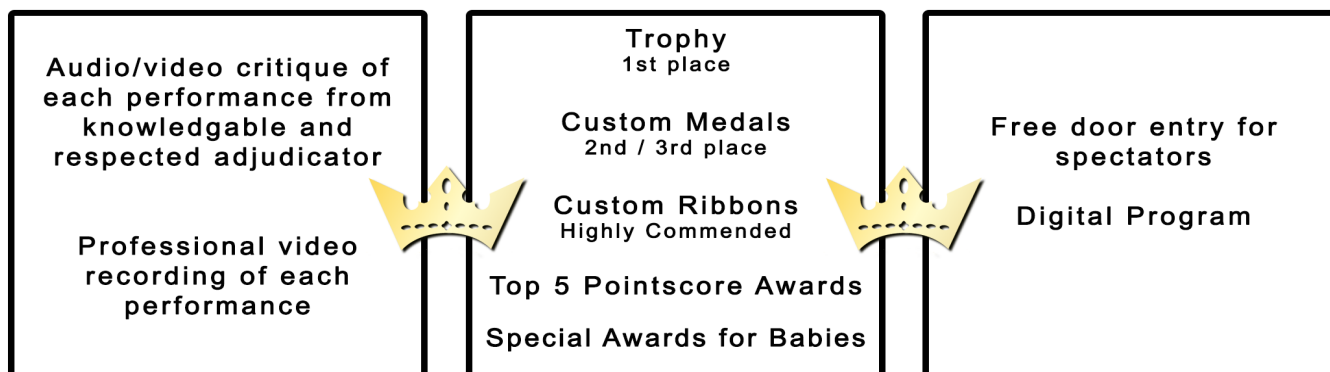 Audio/video critique of
each performance from
knowledgable and
respected adjudicator
Professional video
recording of each
performance
Trophy
1st place
Custom Medals
2nd / 3rd place
Custom Ribbons
Highly Commended
Top 5 Pointscore Awards
Special Awards for Babies
Free door entry for
spectators
Digital Program